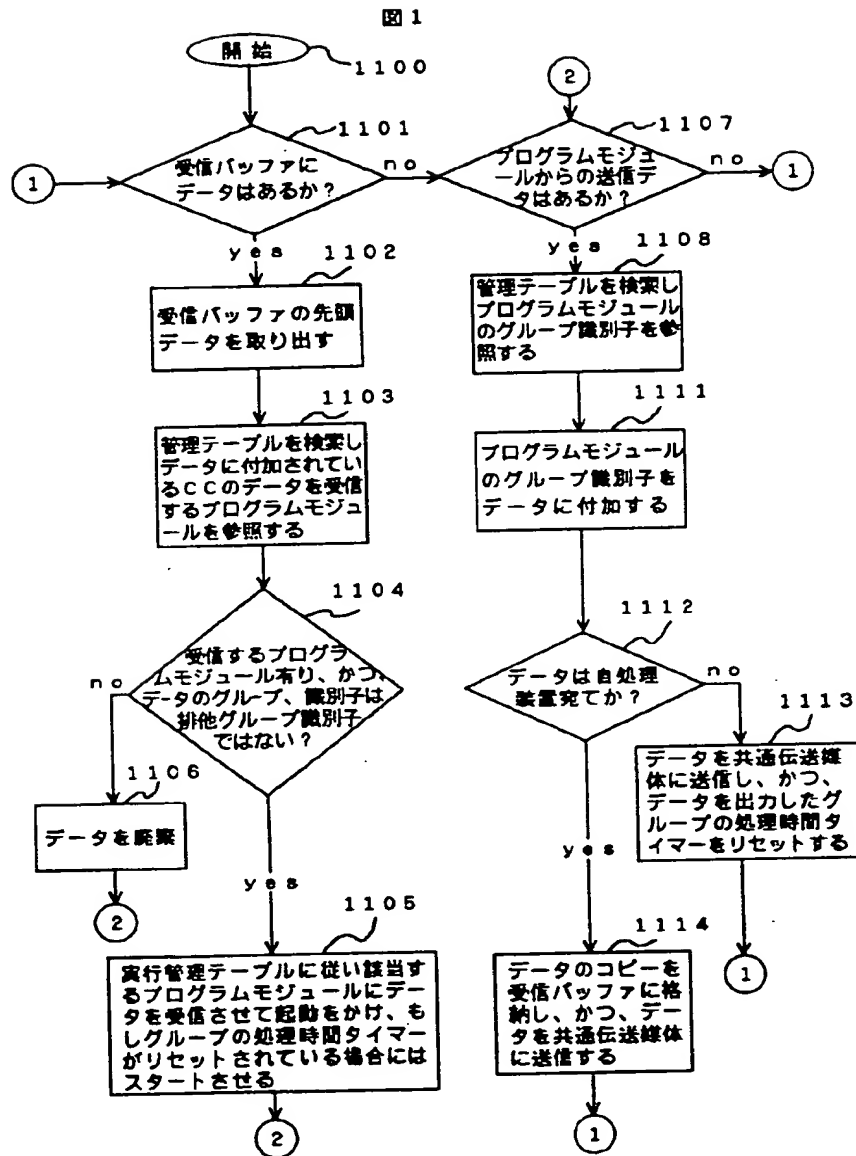 図1
開始
1100
1101
受信バッファに
データはあるか?
1
no
yes
1102
受信バッファの先頭
データを取り出す
1103
管理テーブルを検索し
データに付加されてい
るCCのデータを受信
するプログラムモジュ
ールを参照する
1104
受信するプログラ
ムモジュール有り、かつ、
データのグループ、識別子は
排他グループ識別子
ではない?
no
1106
データを廃棄
2
yes
1105
実行管理テーブルに従い該当す
るプログラムモジュールにデー
タを受信させて起動をかけ、も
しグループの処理時間タイマー
がリセットされている場合には
スタートさせる
2
2
1107
プログラムモジュ
ールからの送信デ
ータはあるか?
no
1
yes
1108
管理テーブルを検索し
プログラムモジュール
のグループ識別子を参
照する
1111
プログラムモジュール
のグループ識別子を
データに付加する
1112
データは自処理
装置宛てか?
no
1113
データを共通伝送媒
体に送信し、かつ、
データを出力したグ
ループの処理時間タ
イマーをリセットする
1
yes
1114
データのコピーを
受信バッファに格
納し、かつ、データ
を共通伝送媒体
に送信する
1